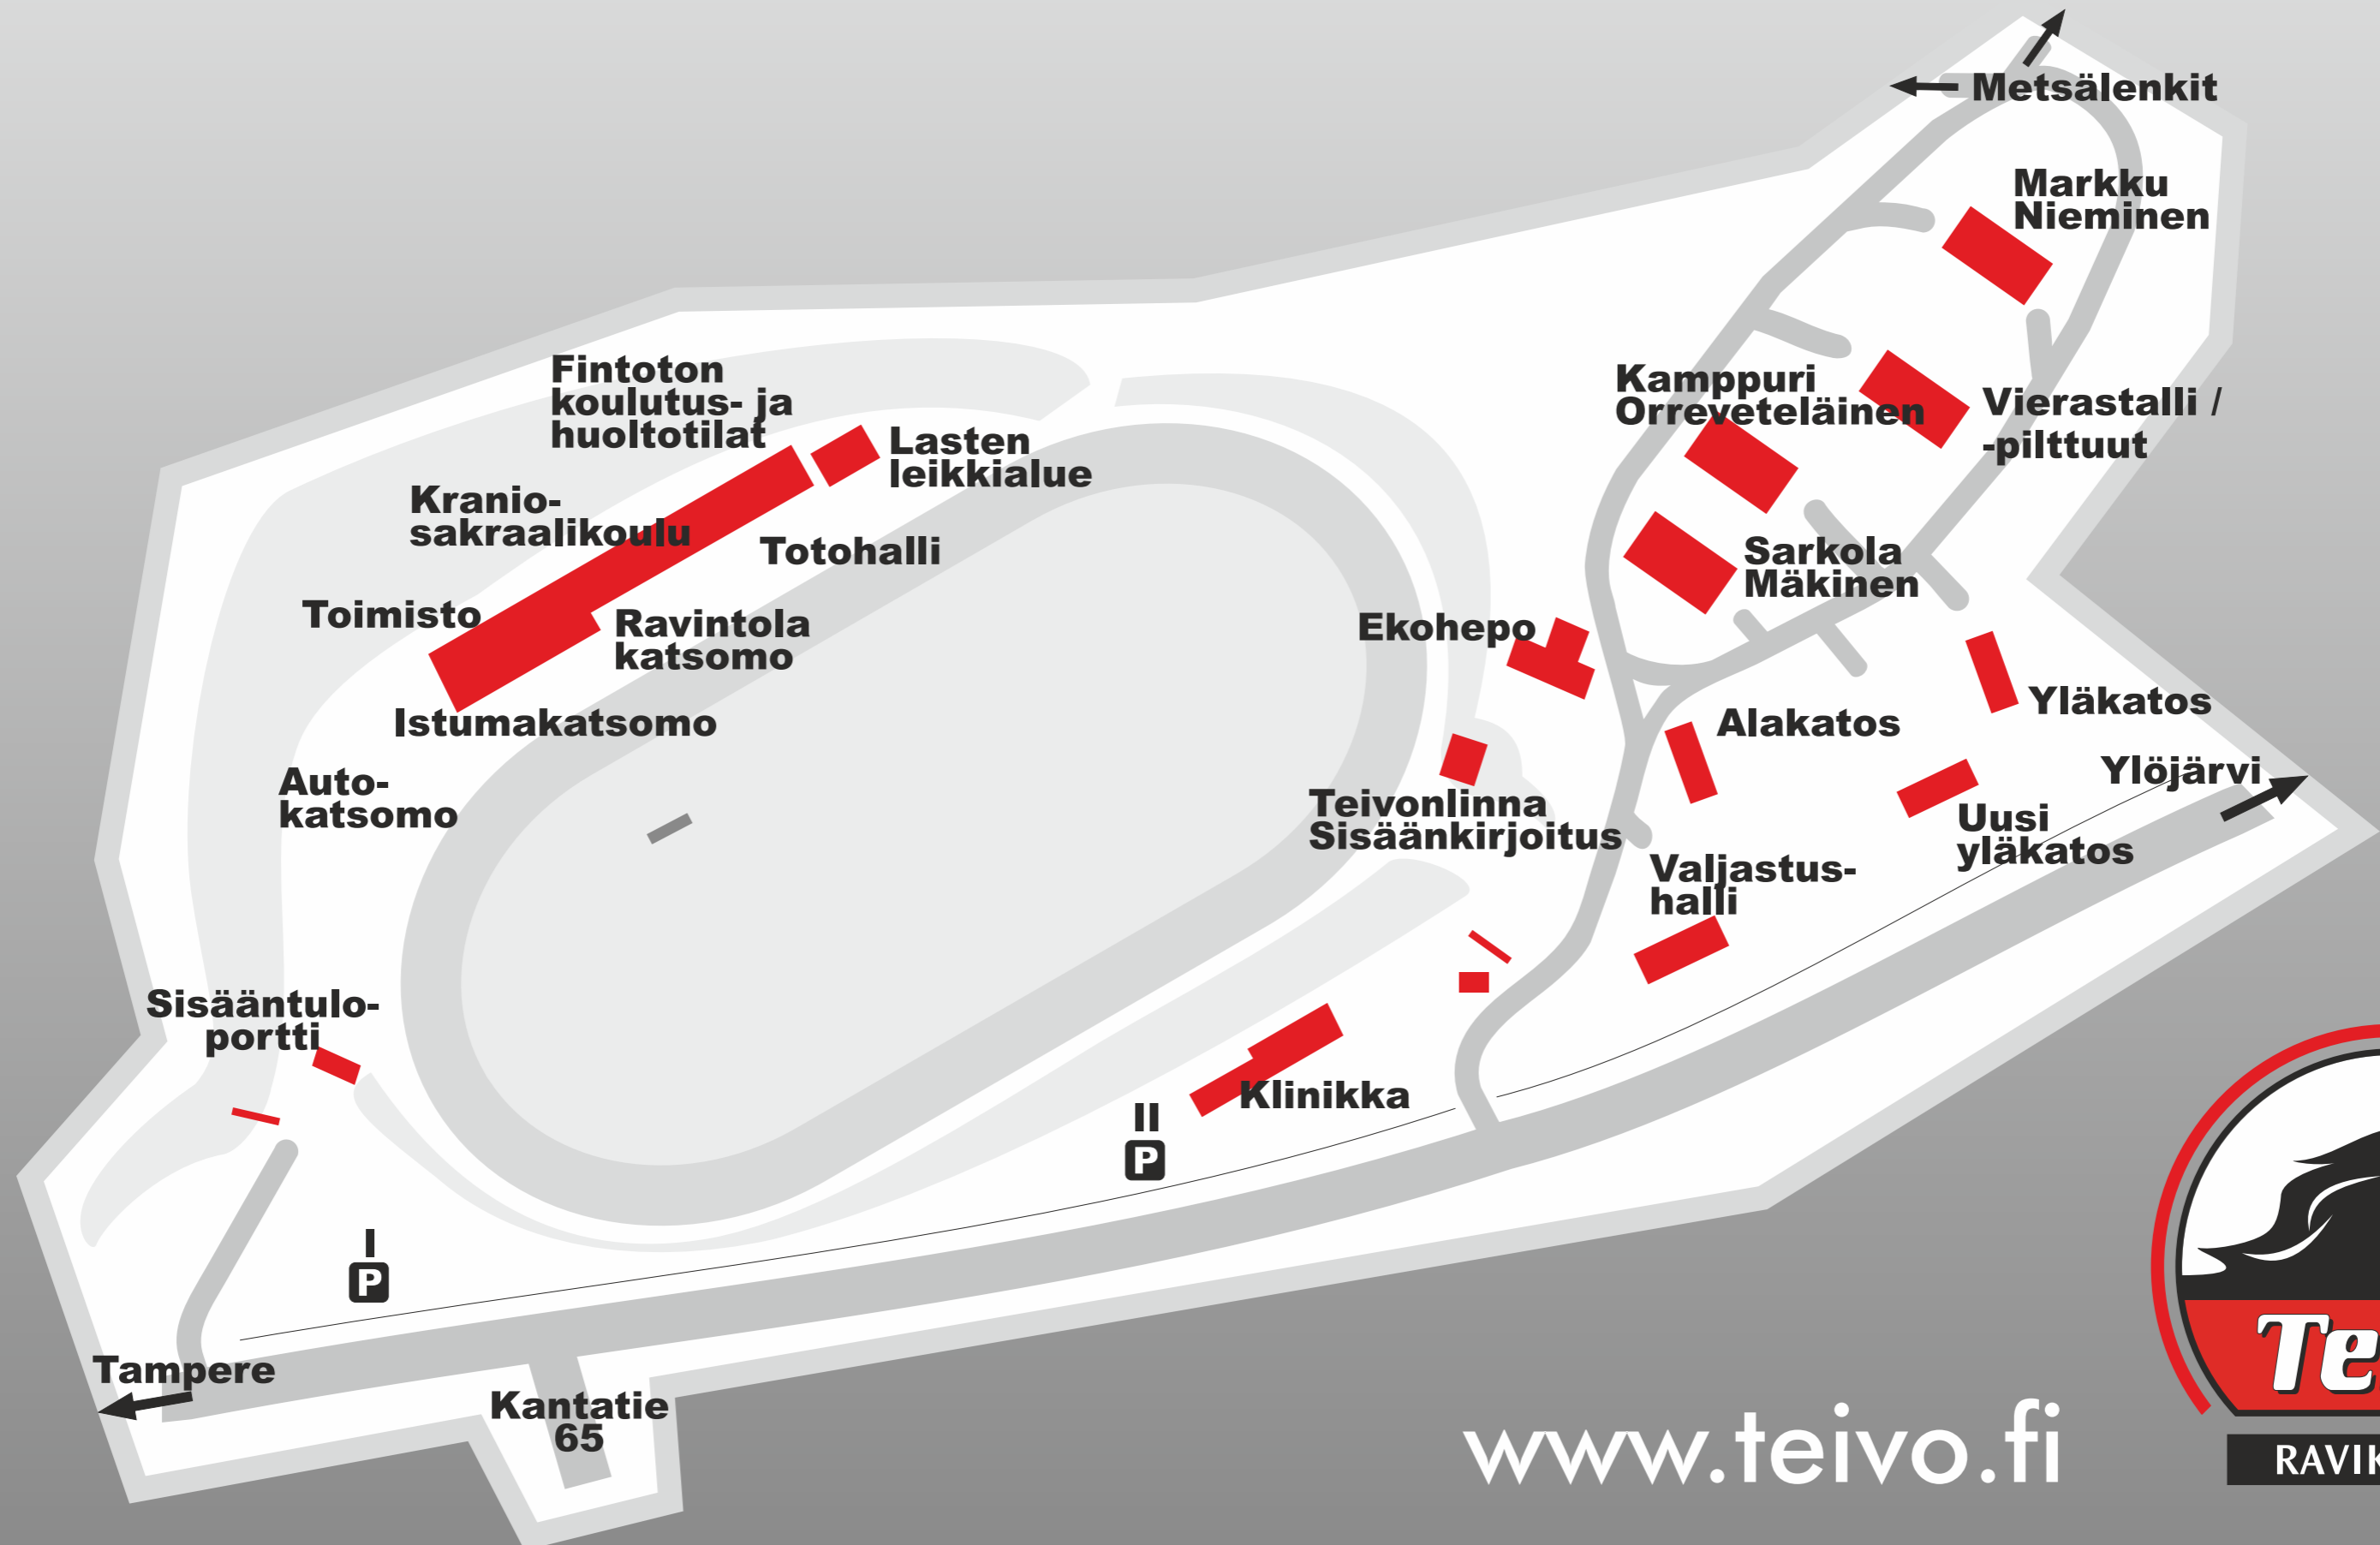 Metsälenkit
Markku
Nieminen
Fintoton
koulutus- ja
huoltotilat
Kamppuri
Orreveteläinen
Vierastalli /
-pilttuut
Lasten
leikkialue
Kranio-
sakraalikoulu
Totohalli
Sarkola
Mäkinen
Toimisto
Ravintola
katsomo
Ekohepo
Istumakatsomo
Alakatos
Yläkatos
Auto-
katsomo
Teivonlinna
Sisäänkirjoitus
Ylöjärvi
Uusi
yläkatos
Valjastus-
halli
Sisääntulo-
portti
Klinikka
II
P
I
P
Tampere
Kantatie
65
www.teivo.fi
Te
RAVIK